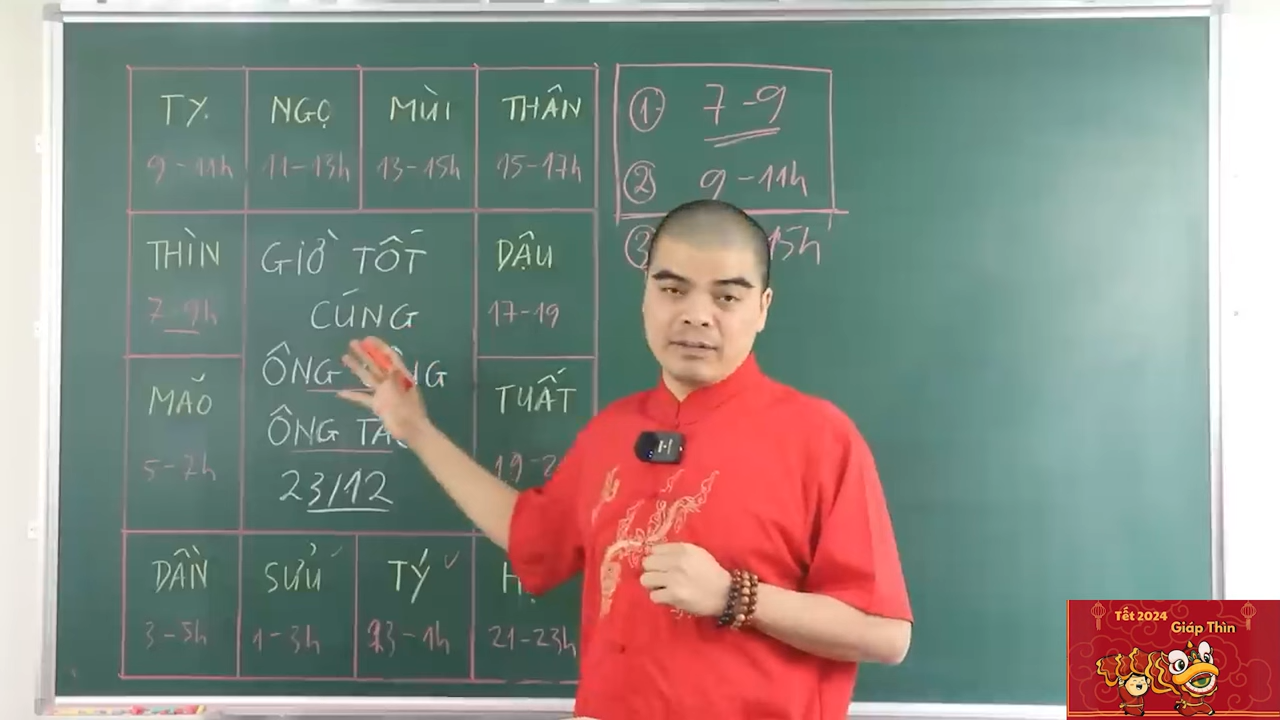 TỴ
NGỌ
MÙI
THÂN
9-11h
11-13h
13-15h
15-17h
THÌN
7-9h
GIỜ TỐT
CÚNG
ÔNG
ÔNG
23/12
DẬU
17-19
MÃO
5-7h
TUẤT
DẦN
SỬU
TÝ
3-5h
1-3h
23-1h
21-23h
① 7-9
② 9-11h
③ 15h
Tết 2024
Giáp Thìn